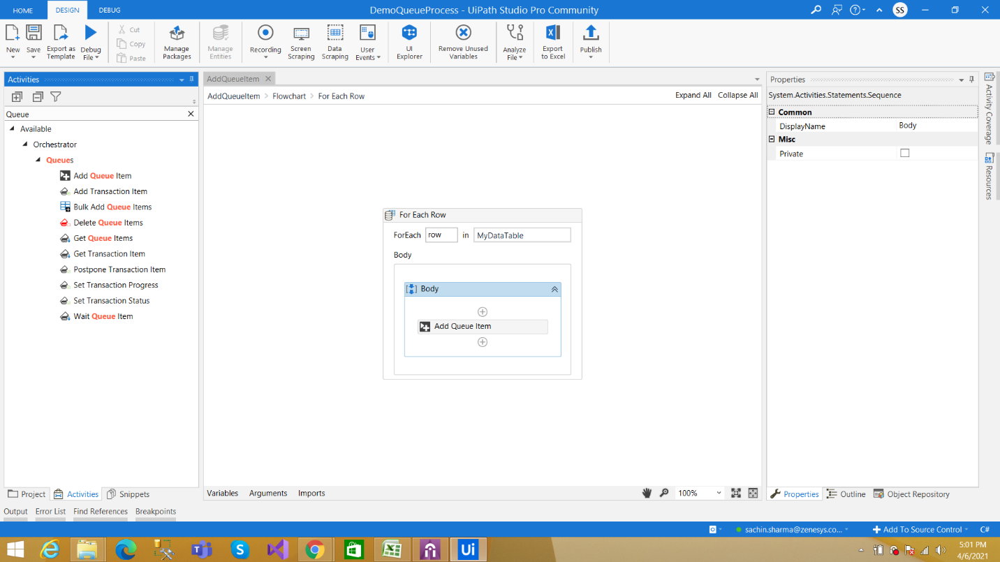 HOME DESIGN DEBUG DemoQueueProcess - UiPath Studio Pro Community SS
New Save Export as Template Debug File Cut Copy Paste Manage Packages Manage Entities Recording Screen Scraping Data Scraping User Events UI Explorer Remove Unused Variables Analyze File Export to Excel Publish
Activities
Queue
Available
Orchestrator
Queues
Add Queue Item
Add Transaction Item
Bulk Add Queue Items
Delete Queue Items
Get Queue Items
Get Transaction Item
Postpone Transaction Item
Set Transaction Progress
Set Transaction Status
Wait Queue Item
Project Activities Snippets
AddQueueItem
AddQueueItem > Flowchart > For Each Row Expand All Collapse All
For Each Row
ForEach row in MyDataTable
Body
Body
Add Queue Item
Variables Arguments Imports 100%
Properties
System.Activities.Statements.Sequence
Common
DisplayName Body
Misc
Private
Properties Outline Object Repository
Activity Coverage
Resources
Output Error List Find References Breakpoints
sachin.sharma@zenesys.co... Add To Source Control C#
Ui
5:01 PM
4/6/2021